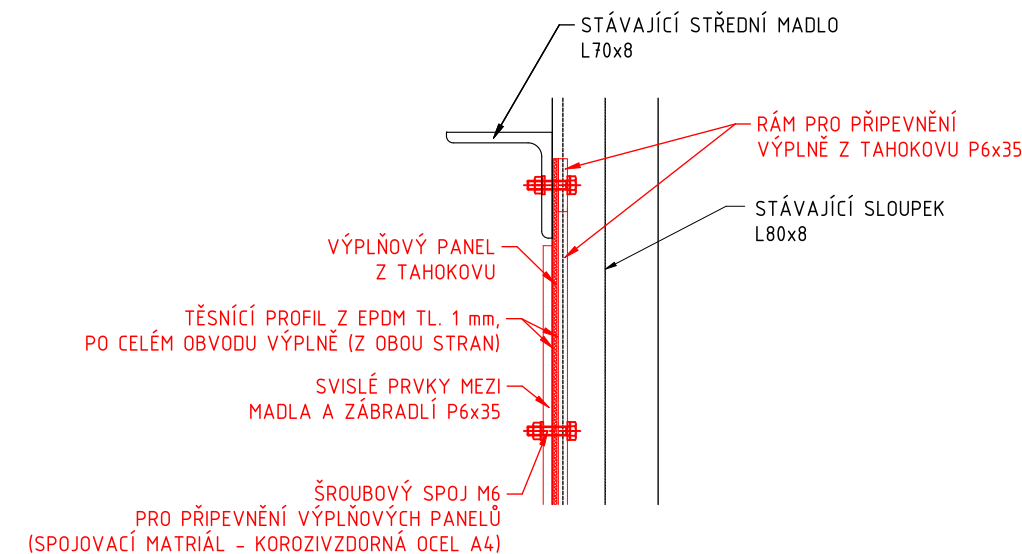 STÁVAJÍCÍ STŘEDNÍ MADLO
L70x8
RÁM PRO PŘIPEVNĚNÍ
VÝPLNĚ Z TAHOKOVU P6x35
STÁVAJÍCÍ SLOUPEK
L80x8
VÝPLŇOVÝ PANEL
Z TAHOKOVU
TĚSNÍCÍ PROFIL Z EPDM TL. 1 mm,
PO CELÉM OBVODU VÝPLNĚ (Z OBOU STRAN)
SVISLÉ PRVKY MEZI
MADLA A ZÁBRADLÍ P6x35
ŠROUBOVÝ SPOJ M6
PRO PŘIPEVNĚNÍ VÝPLŇOVÝCH PANELŮ
(SPOJOVACÍ MATRIÁL - KOROZIVZDORNÁ OCEL A4)